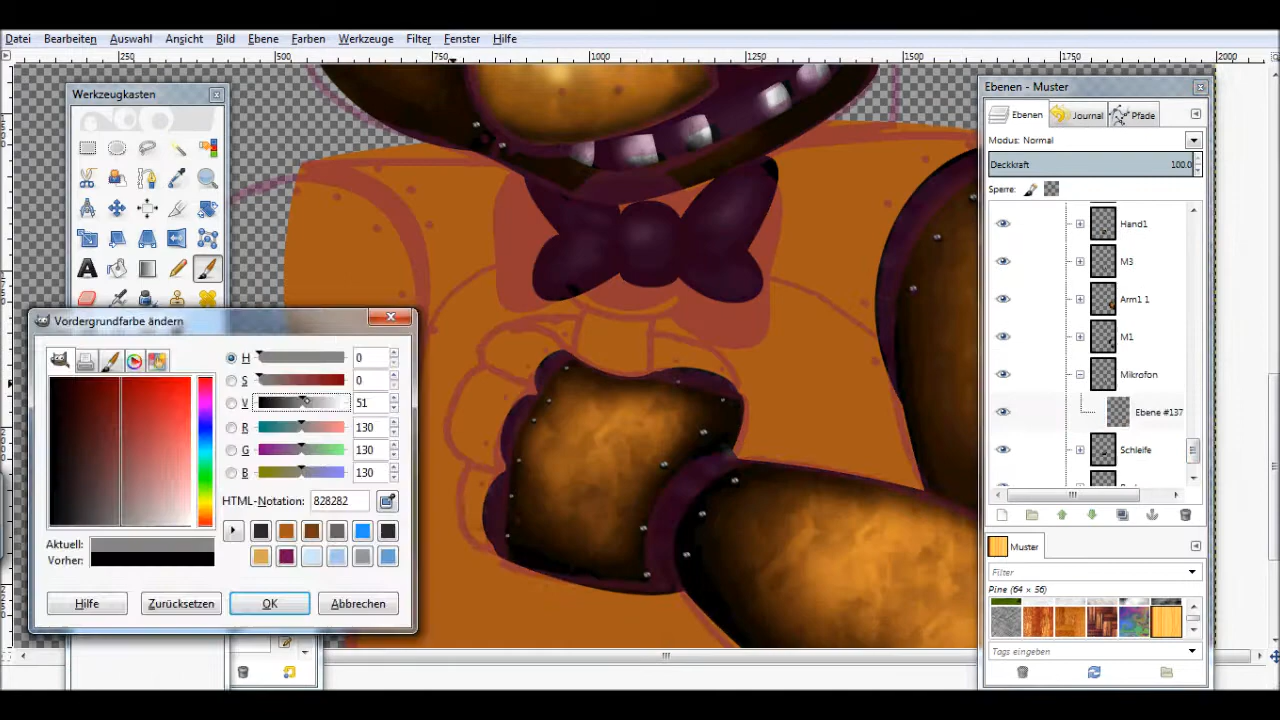 Datei Bearbeiten Auswahl Ansicht Bild Ebene Farben Werkzeuge Filter Fenster Hilfe
250 500 750 1000 1250 1500 1750 2000
Werkzeugkasten
Ebenen - Muster
Ebenen Journal Pfade
Modus: Normal
Deckkraft 100.0
Sperre:
Hand1
M3
Arm1 1
M1
Mikrofon
Ebene #137
Schleife
Muster
Filter
Pine (64 × 56)
Tags eingeben
Vordergrundfarbe ändern
H 0
S 0
V 51
R 130
G 130
B 130
HTML-Notation: 828282
Aktuell:
Vorher:
Hilfe Zurücksetzen OK Abbrechen